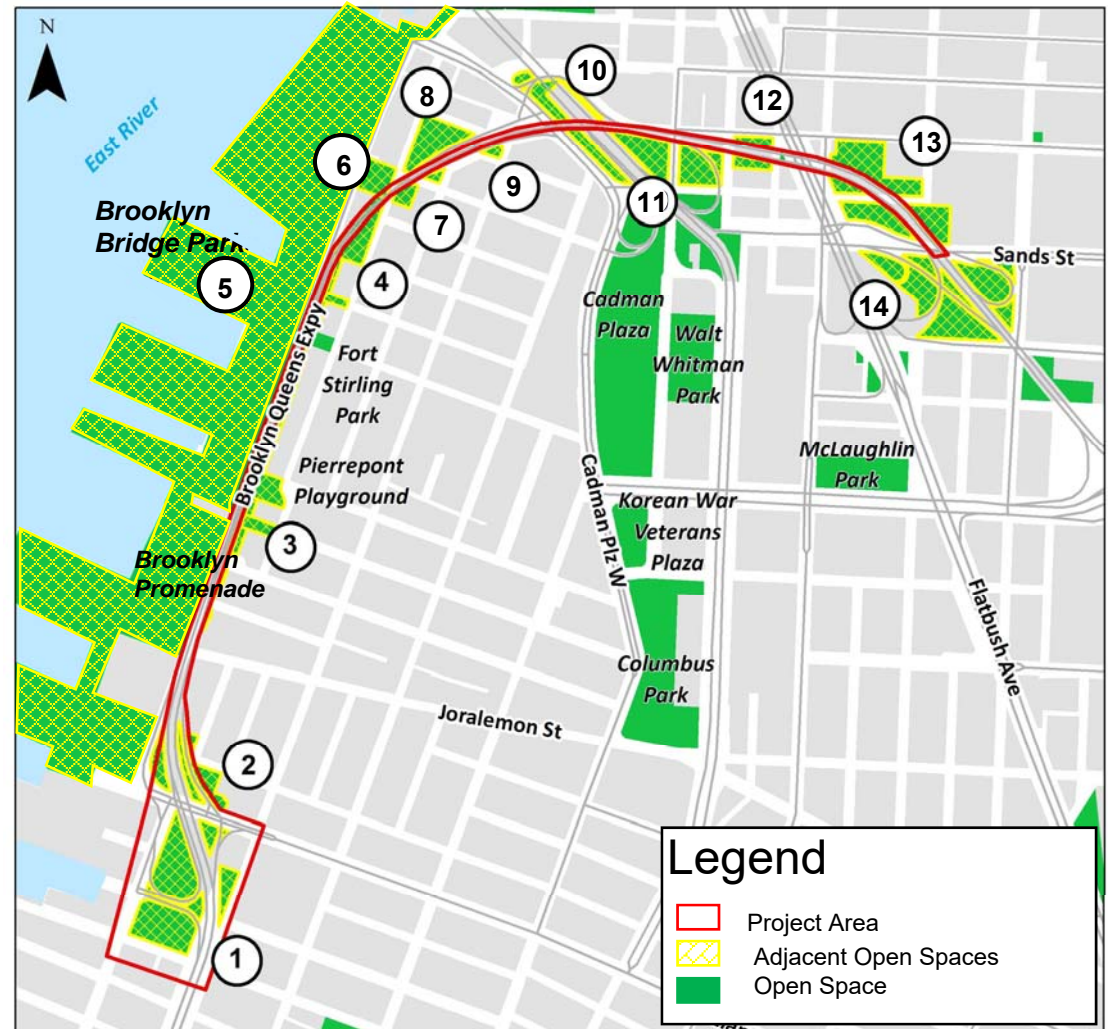 N
10
8
12
East River
13
6
9
11
7
Brooklyn
Bridge Park
Sands St
4
5
14
Cadman
Plaza
Walt
Whitman
Park
Fort
Stirling
Park
Brooklyn Queens Expy
McLaughlin
Park
Pierrepont
Playground
Cadman Plz W
Korean War
Veterans
Plaza
3
Brooklyn
Promenade
Flatbush Ave
Columbus
Park
Joralemon St
2
1
Legend
Project Area
Adjacent Open Spaces
Open Space